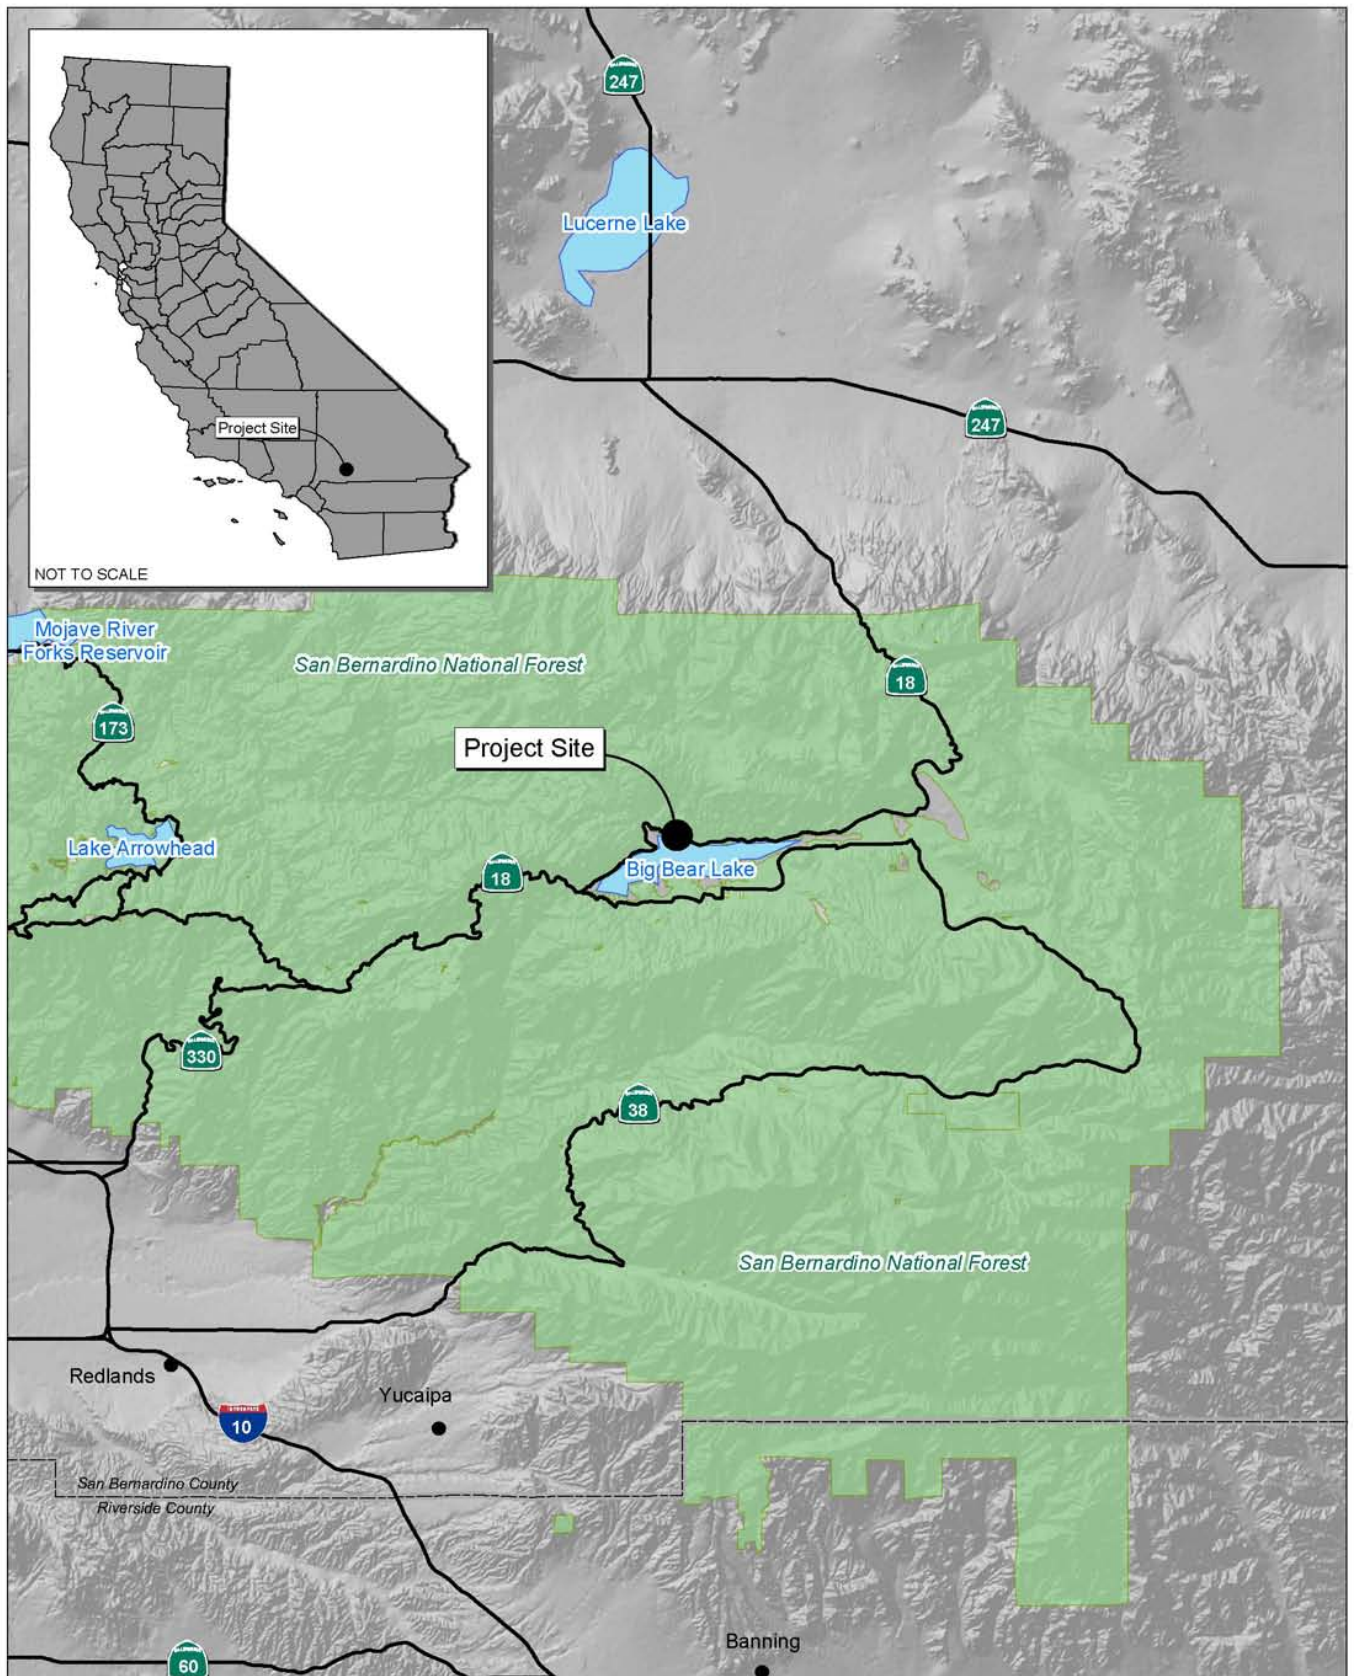 247
Lucerne Lake
Project Site
247
NOT TO SCALE
Mojave River
Forks Reservoir
San Bernardino National Forest
18
173
Project Site
Lake Arrowhead
18
Big Bear Lake
330
38
San Bernardino National Forest
Redlands
Yucaipa
10
San Bernardino County
Riverside County
Banning
60